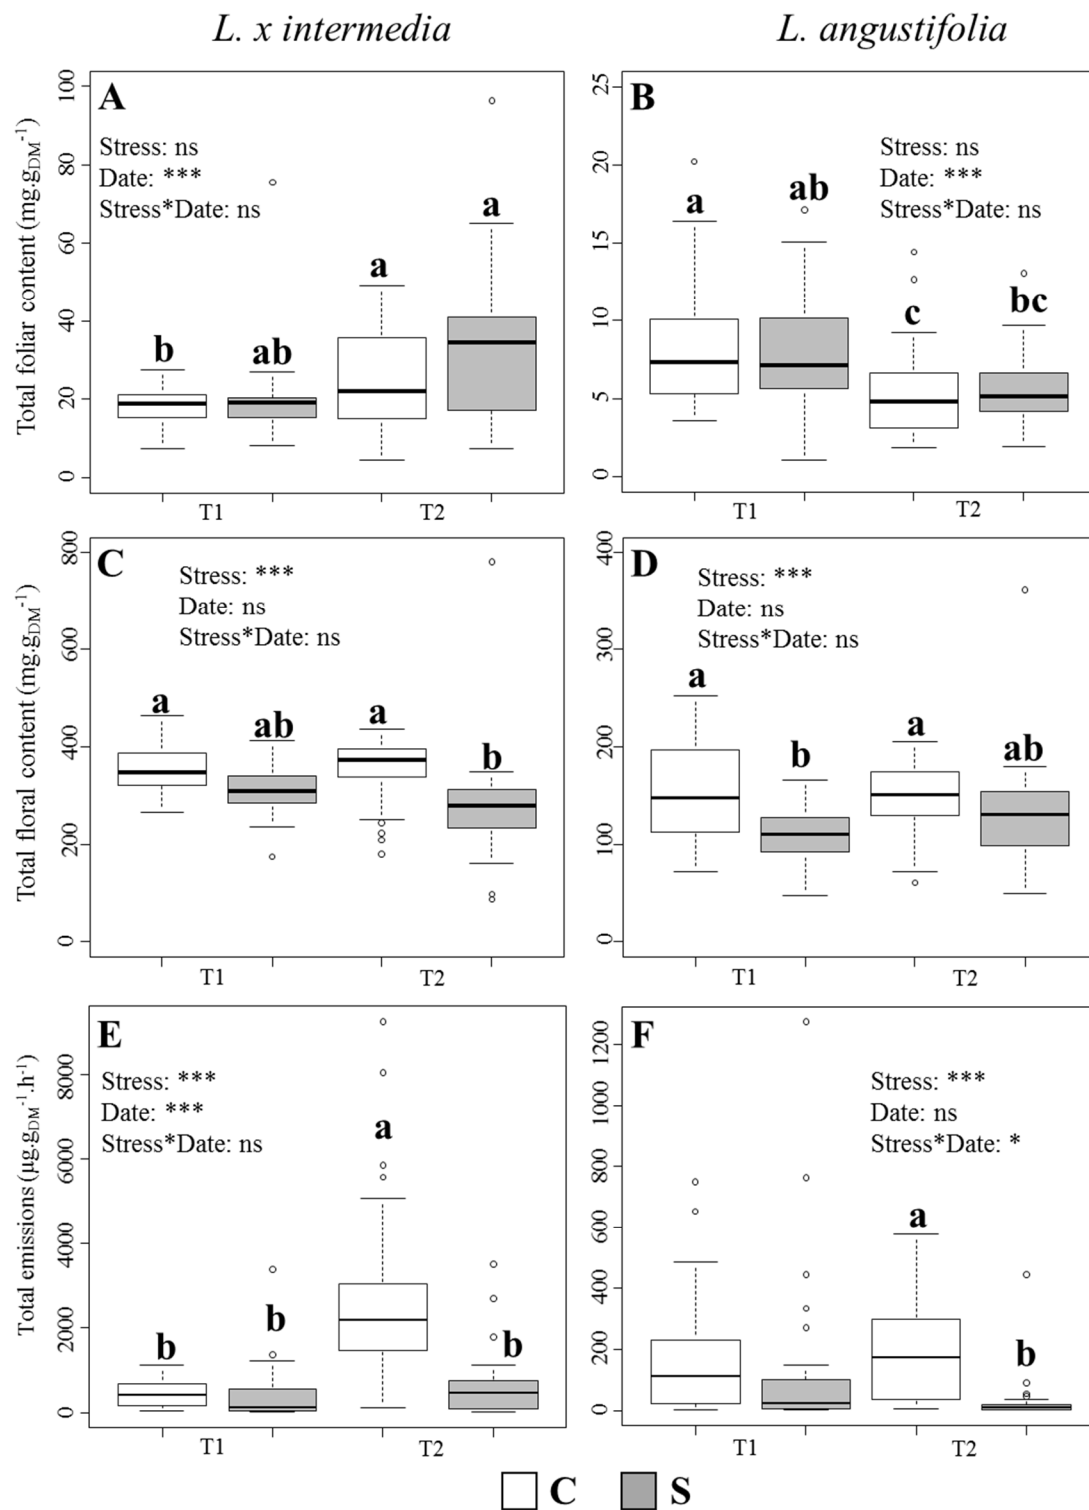 L. x intermedia
L. angustifolia
Total foliar content (mg.gDM-1)
A
Stress: ns
Date: ***
Stress*Date: ns
100
80
60
40
20
0
b
ab
a
a
T1
T2
B
Stress: ns
Date: ***
Stress*Date: ns
25
20
15
10
5
0
a
ab
c
bc
T1
T2
Total floral content (mg.gDM-1)
C
Stress: ***
Date: ns
Stress*Date: ns
800
600
400
200
0
a
ab
a
b
T1
T2
D
Stress: ***
Date: ns
Stress*Date: ns
400
300
200
100
0
a
b
a
ab
T1
T2
Total emissions (µg.gDM-1.h-1)
E
Stress: ***
Date: ***
Stress*Date: ns
8000
6000
4000
2000
0
b
b
a
b
T1
T2
F
Stress: ***
Date: ns
Stress*Date: *
1200
1000
800
600
400
200
0
a
b
T1
T2
C
S